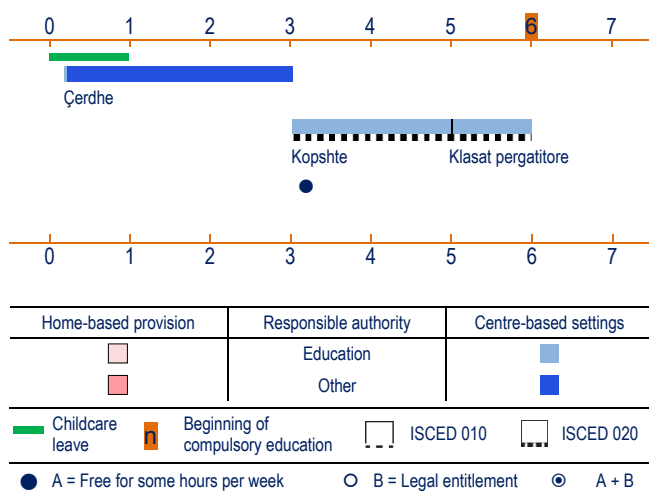 0 1 2 3 4 5 6 7
Çerdhe
Kopshte Klasat pergatitore
0 1 2 3 4 5 6 7
Home-based provision Responsible authority Centre-based settings
Education
Other
Childcare leave
n Beginning of compulsory education
ISCED 010
ISCED 020
A = Free for some hours per week B = Legal entitlement A + B